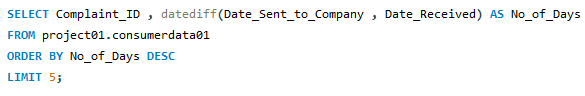 SELECT Complaint_ID , datediff(Date_Sent_to_Company , Date_Received) AS No_of_Days
FROM project01.consumerdata01
ORDER BY No_of_Days DESC
LIMIT 5;